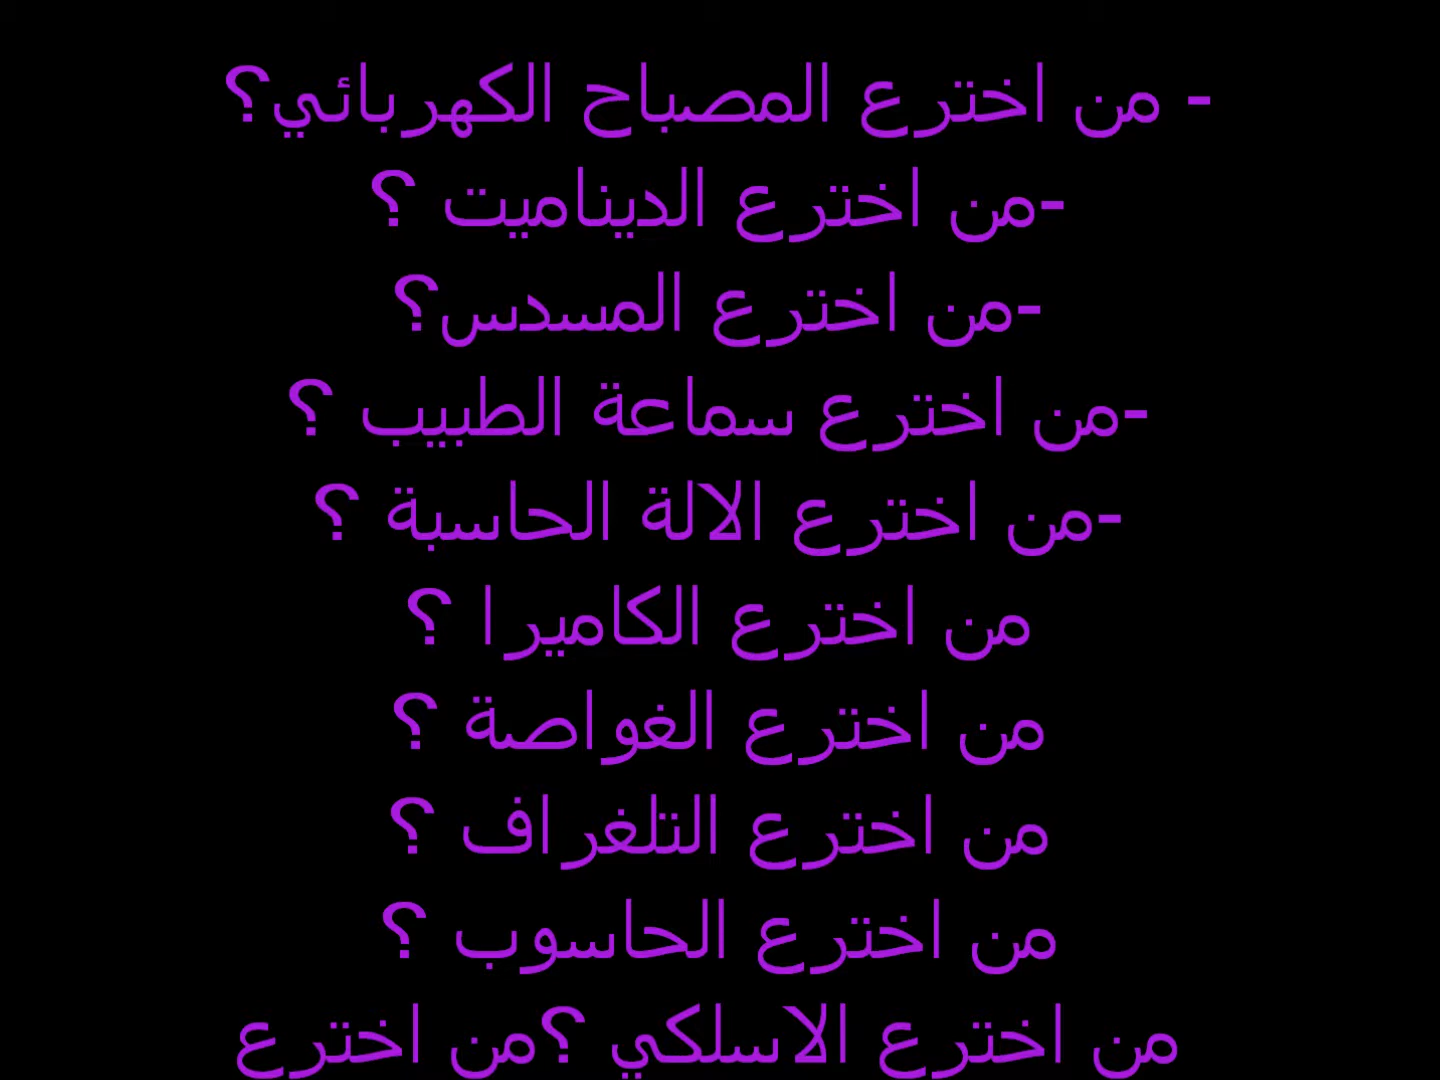 - من اخترع المصباح الكهربائي؟
-من اخترع الديناميت ؟
-من اخترع المسدس؟
-من اخترع سماعة الطبيب ؟
-من اخترع الالة الحاسبة ؟
من اخترع الكاميرا ؟
من اخترع الغواصة ؟
من اخترع التلغراف ؟
من اخترع الحاسوب ؟
من اخترع الاسلكي ؟من اخترع